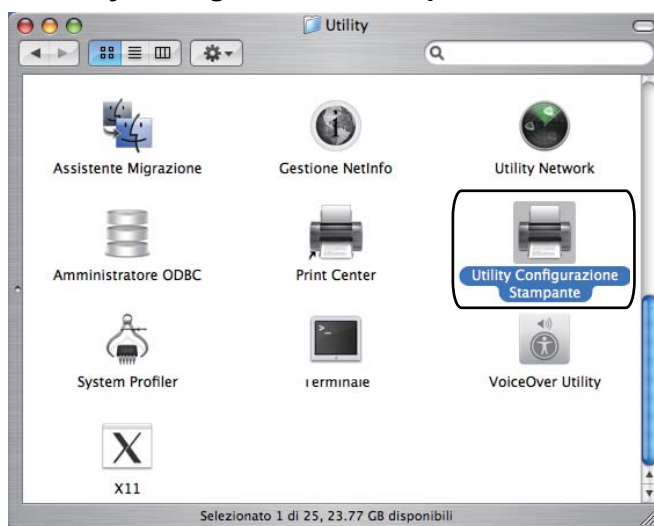 Utility
Assistente Migrazione
Gestione NetInfo
Utility Network
Amministratore ODBC
Print Center
Utility Configurazione
Stampante
System Profiler
Terminale
VoiceOver Utility
X11
Selezionato 1 di 25, 23.77 GB disponibili